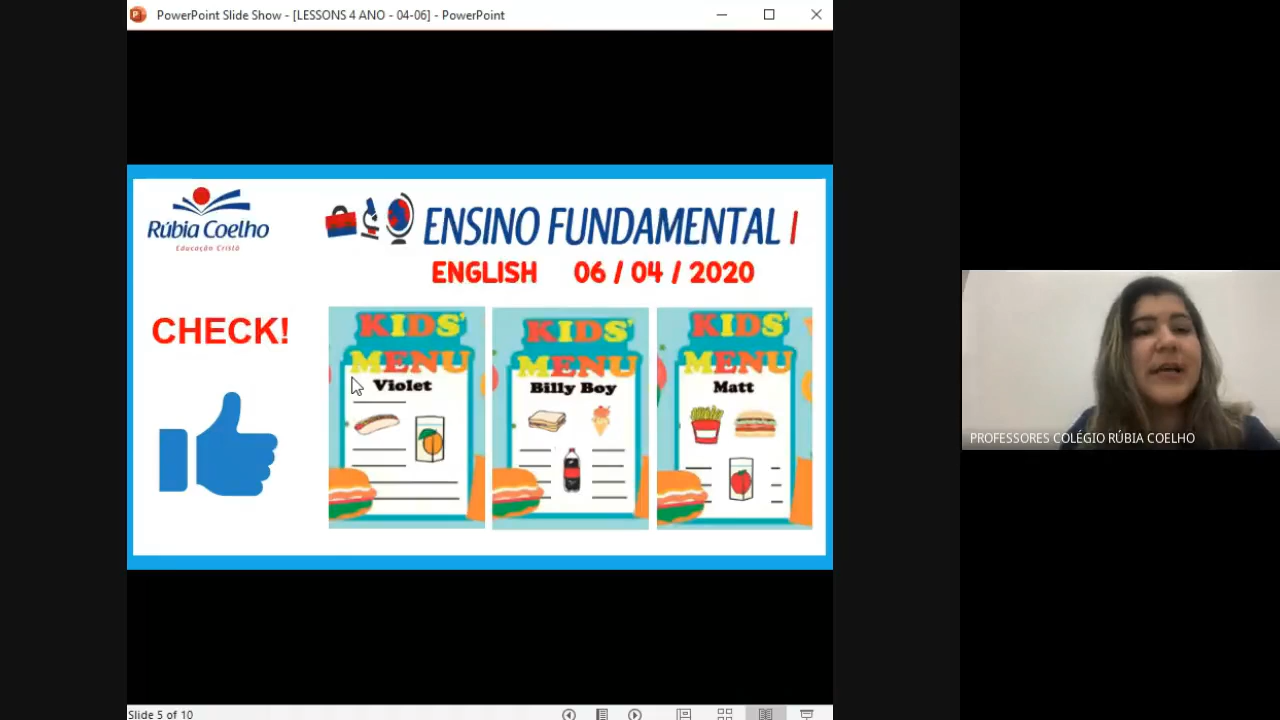 PowerPoint Slide Show - [LESSONS 4 ANO - 04-06] - PowerPoint
Rúbia Coelho
Educação Cristã
ENSINO FUNDAMENTAL I
ENGLISH 06 / 04 / 2020
CHECK!
KIDS'
MENU
Violet
KIDS'
MENU
Billy Boy
KIDS'
MENU
Matt
PROFESSORES COLÉGIO RÚBIA COELHO
Slide 5 of 10